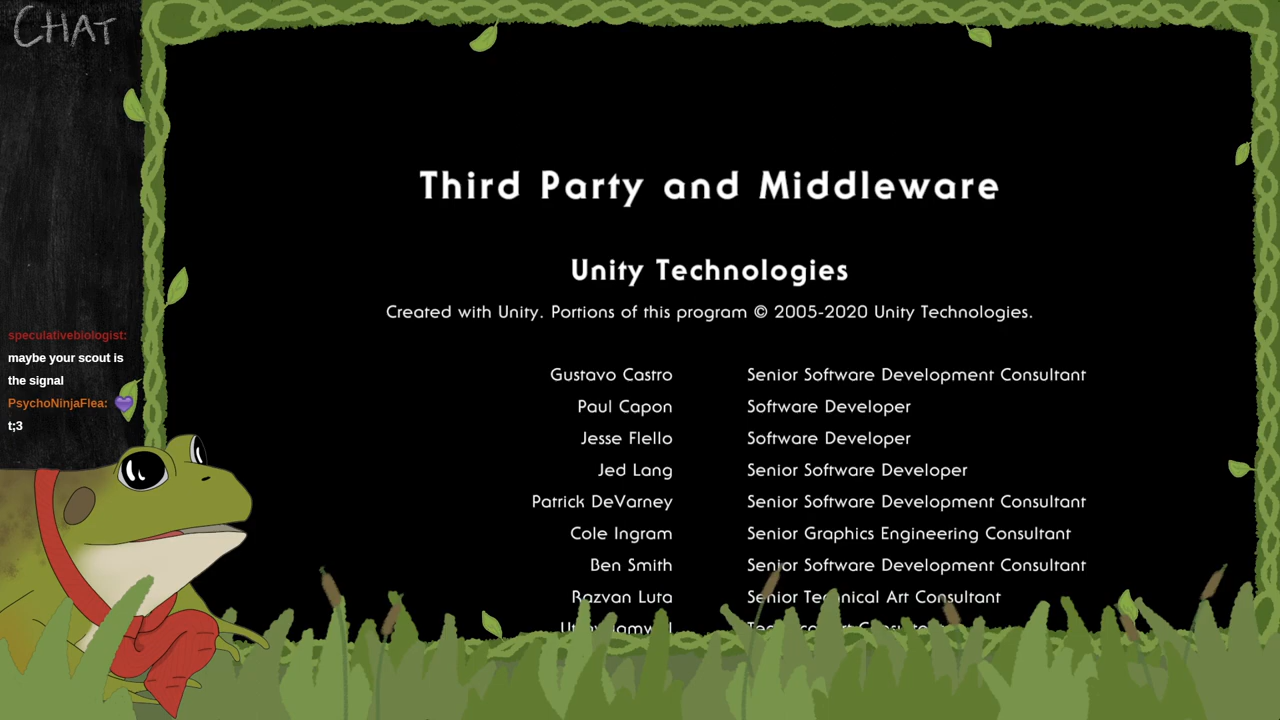 CHAT
speculativebiologist:
maybe your scout is
the signal
PsychoNinjaFlea:
t;3
Third Party and Middleware
Unity Technologies
Created with Unity. Portions of this program © 2005-2020 Unity Technologies.
Gustavo Castro Senior Software Development Consultant
Paul Capon Software Developer
Jesse Flello Software Developer
Jed Lang Senior Software Developer
Patrick DeVarney Senior Software Development Consultant
Cole Ingram Senior Graphics Engineering Consultant
Ben Smith Senior Software Development Consultant
Razvan Luta Senior Technical Art Consultant